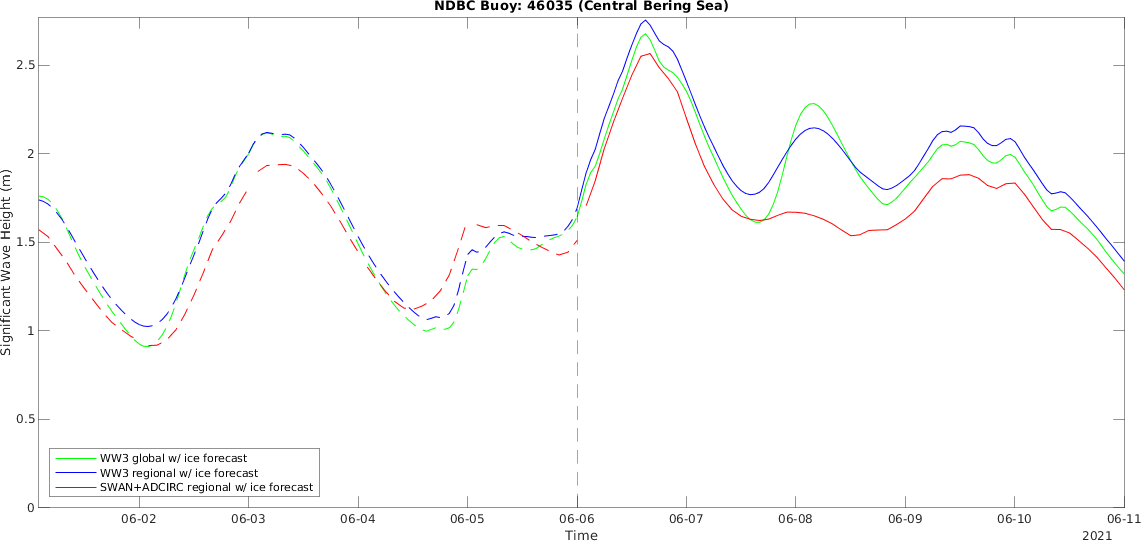 NDBC Buoy: 46035 (Central Bering Sea)
Significant Wave Height (m)
2.5
2
1.5
1
0.5
0
WW3 global w/ ice forecast
WW3 regional w/ ice forecast
SWAN+ADCIRC regional w/ ice forecast
06-02 06-03 06-04 06-05 06-06 06-07 06-08 06-09 06-10 06-11
Time
2021